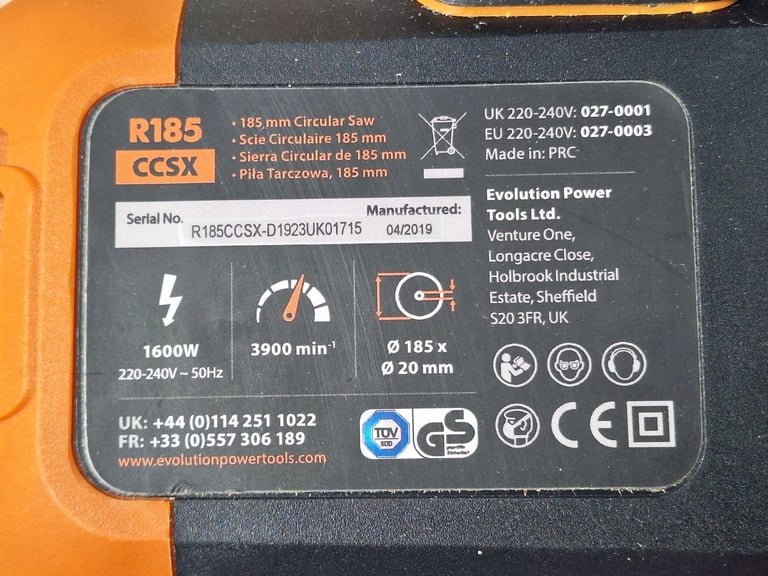 R185
CCSX
• 185 mm Circular Saw
• Scie Circulaire 185 mm
• Sierra Circular de 185 mm
• Piła Tarczowa, 185 mm
UK 220-240V: 027-0001
EU 220-240V: 027-0003
Made in: PRC
Serial No.
R185CCSX-D1923UK01715
Manufactured:
04/2019
Evolution Power
Tools Ltd.
Venture One,
Longacre Close,
Holbrook Industrial
Estate, Sheffield
S20 3FR, UK
1600W
220-240V ~ 50Hz
3900 min⁻¹
Ø 185 x
Ø 20 mm
UK: +44 (0)114 251 1022
FR: +33 (0)557 306 189
www.evolutionpowertools.com
TÜV
SÜD
GS
geprüfte
Sicherheit
CE